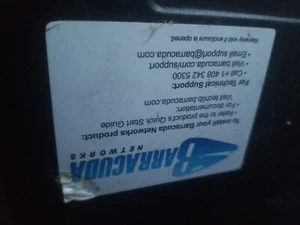 BARRACUDA
NETWORKS
To install your Barracuda Networks product:
• Refer to the products Quick Start Guide
• For documentation:
Visit techlib.barracuda.com
For Technical Support:
• Call +1 408 342 5300
• Visit barracuda.com/support
• Email support@barracuda.com
Warranty void if enclosure is opened.